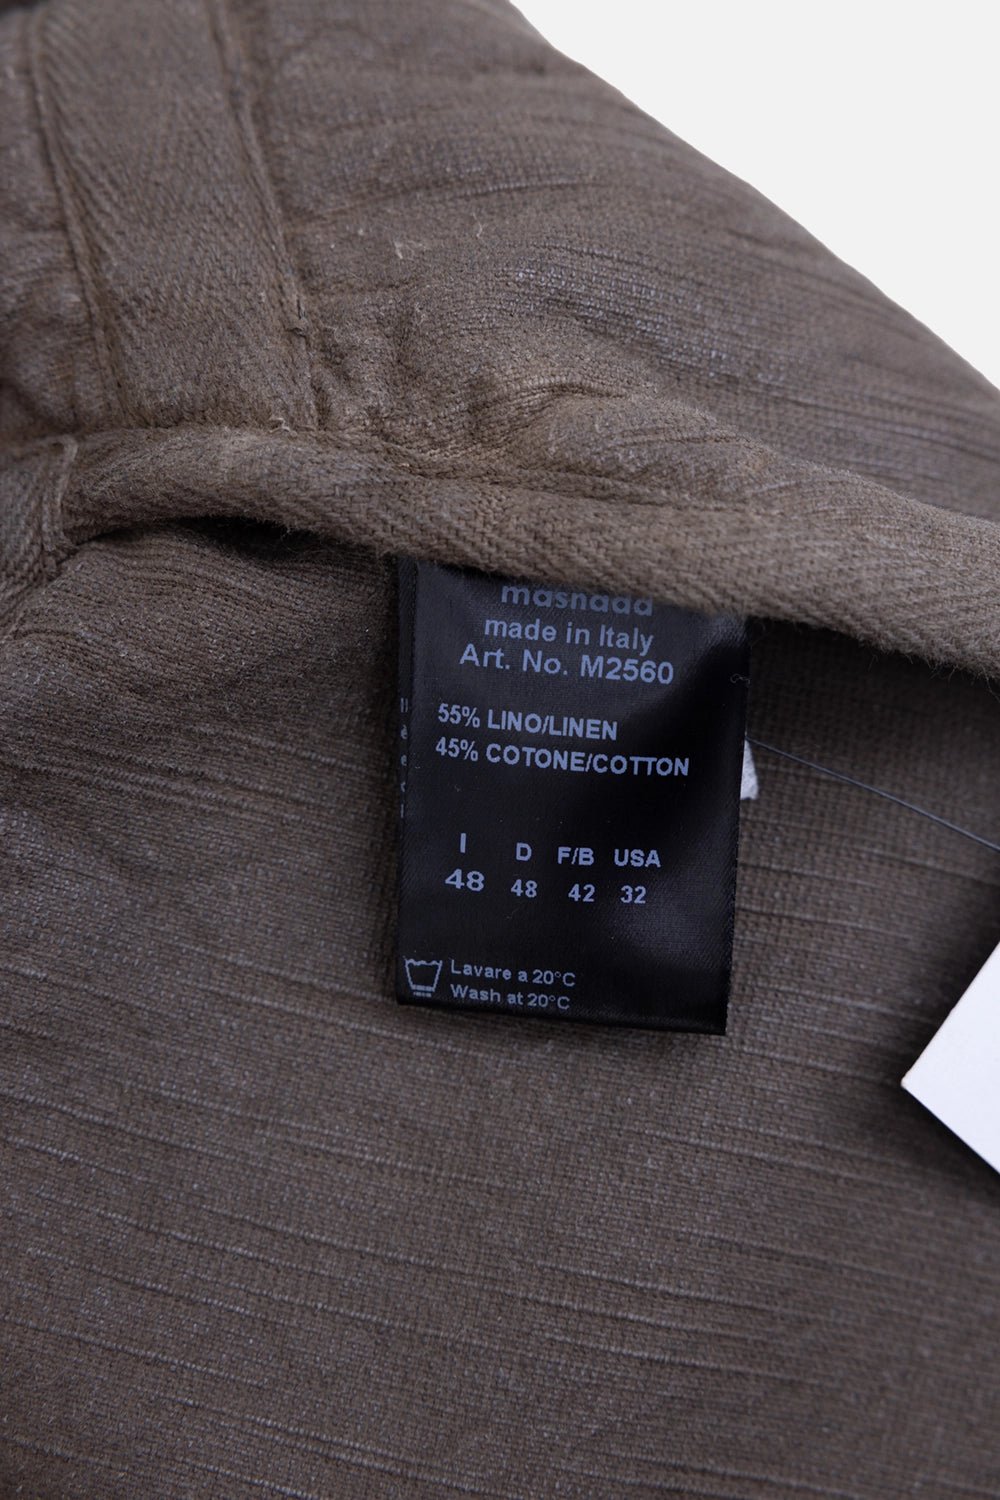 mashada
made in Italy
Art. No. M2560
55% LINO/LINEN
45% COTONE/COTTON
I D F/B USA
48 48 42 32
Lavare a 20°C
Wash at 20°C